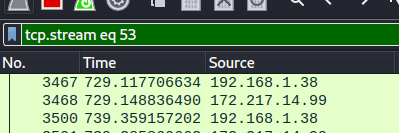 tcp.stream eq 53
No. Time Source
3467 729.117706634 192.168.1.38
3468 729.148836490 172.217.14.99
3500 739.359157202 192.168.1.38